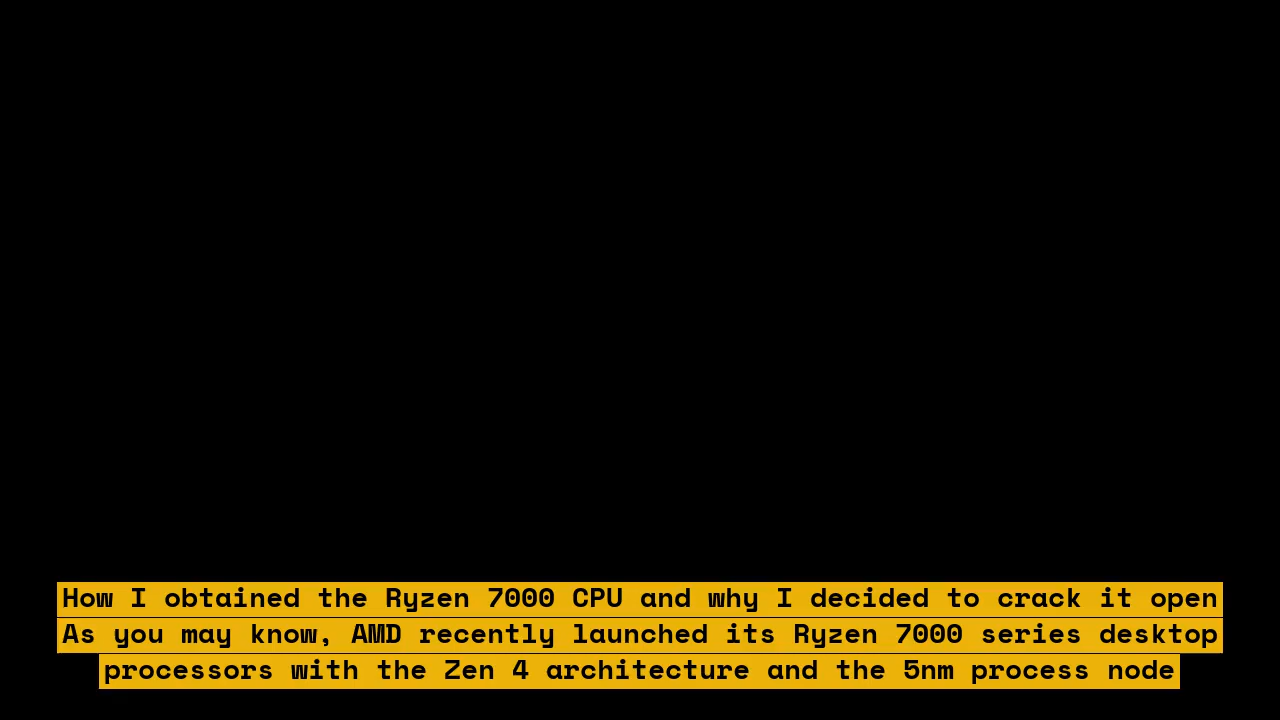 How I obtained the Ryzen 7000 CPU and why I decided to crack it open
As you may know, AMD recently launched its Ryzen 7000 series desktop
processors with the Zen 4 architecture and the 5nm process node